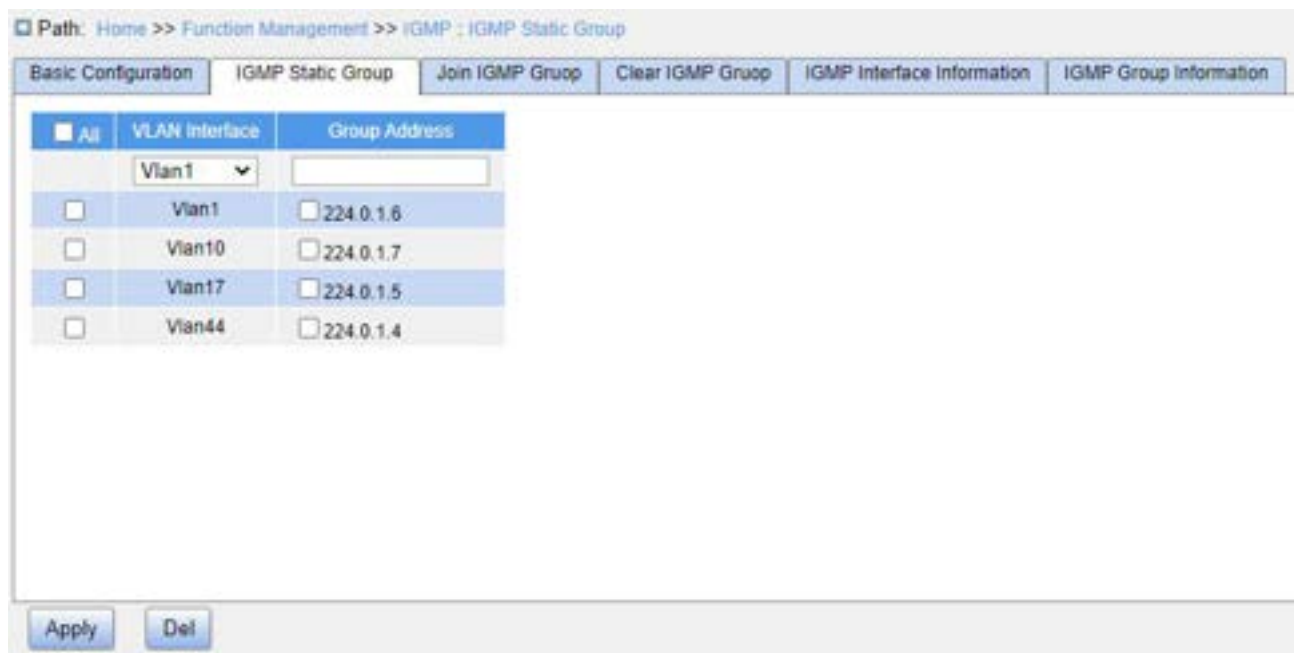 Path: Home >> Function Management >> IGMP : IGMP Static Group
Basic Configuration IGMP Static Group Join IGMP Gruop Clear IGMP Gruop IGMP Interface Information IGMP Group Information
All VLAN Interface Group Address
Vlan1
Vlan1 224.0.1.6
Vlan10 224.0.1.7
Vlan17 224.0.1.5
Vlan44 224.0.1.4
Apply Del